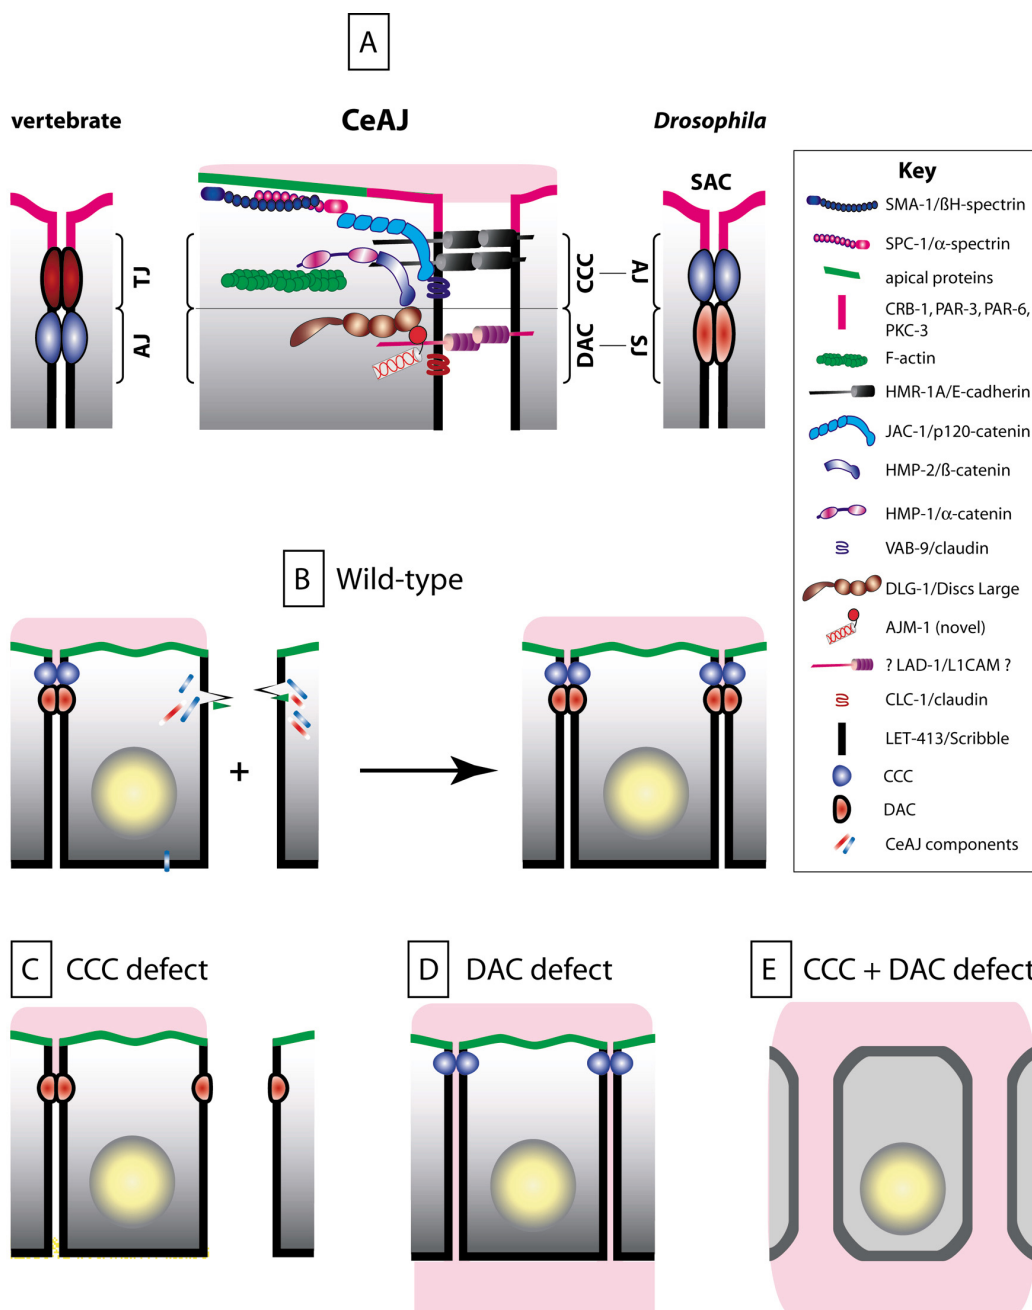 A
vertebrate
CeAJ
Drosophila
TJ
AJ
CCC
DAC
SAC
AJ
SJ
Key
SMA-1/ßH-spectrin
SPC-1/α-spectrin
apical proteins
CRB-1, PAR-3, PAR-6,
PKC-3
F-actin
HMR-1A/E-cadherin
JAC-1/p120-catenin
HMP-2/ß-catenin
HMP-1/α-catenin
VAB-9/claudin
DLG-1/Discs Large
AJM-1 (novel)
? LAD-1/L1CAM ?
CLC-1/claudin
LET-413/Scribble
CCC
DAC
CeAJ components
B Wild-type
+
C CCC defect
D DAC defect
E CCC + DAC defect